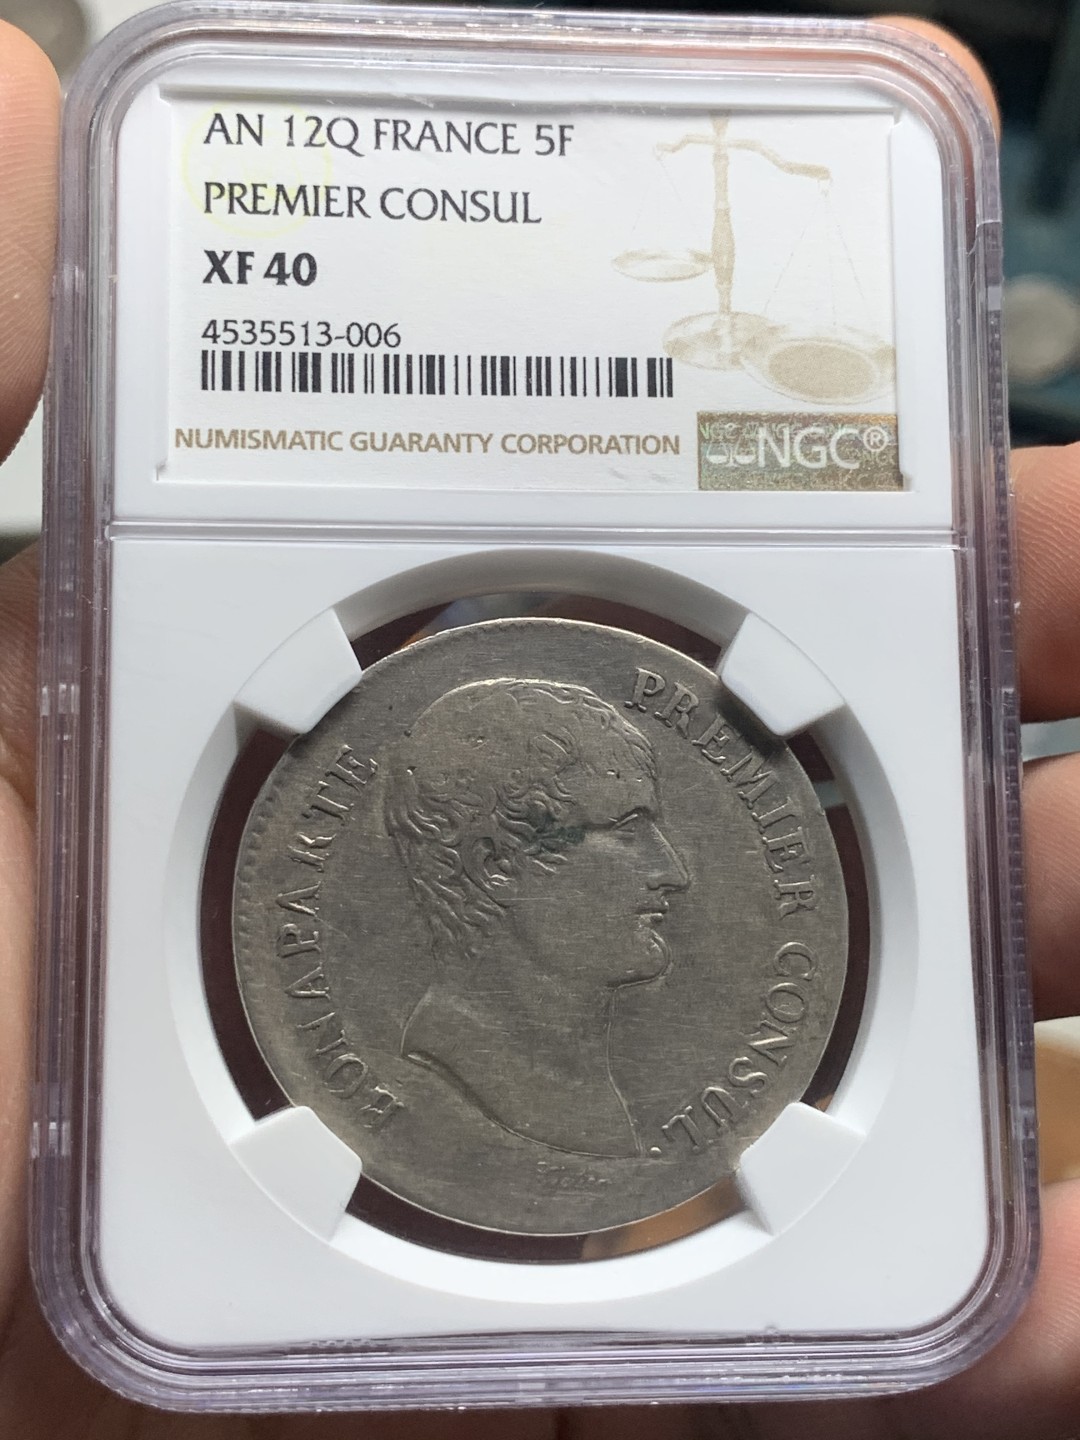 AN 12Q FRANCE 5F
PREMIER CONSUL
XF 40
4535513-006
NUMISMATIC GUARANTY CORPORATION
NGC®
BONAPARTE
PREMIER CONSUL.